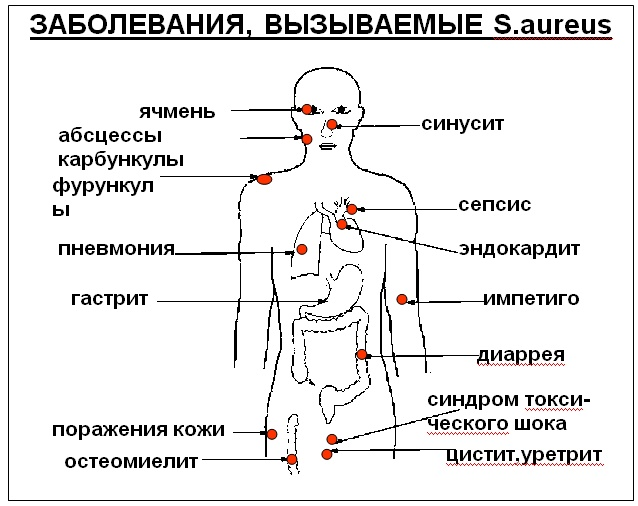 ЗАБОЛЕВАНИЯ, ВЫЗЫВАЕМЫЕ S.aureus
ячмень
абсцессы
карбункулы
фурункул
ы
пневмония
гастрит
поражения кожи
остеомиелит
синусит
сепсис
эндокардит
импетиго
диаррея
синдром токси-
ческого шока
цистит.уретрит